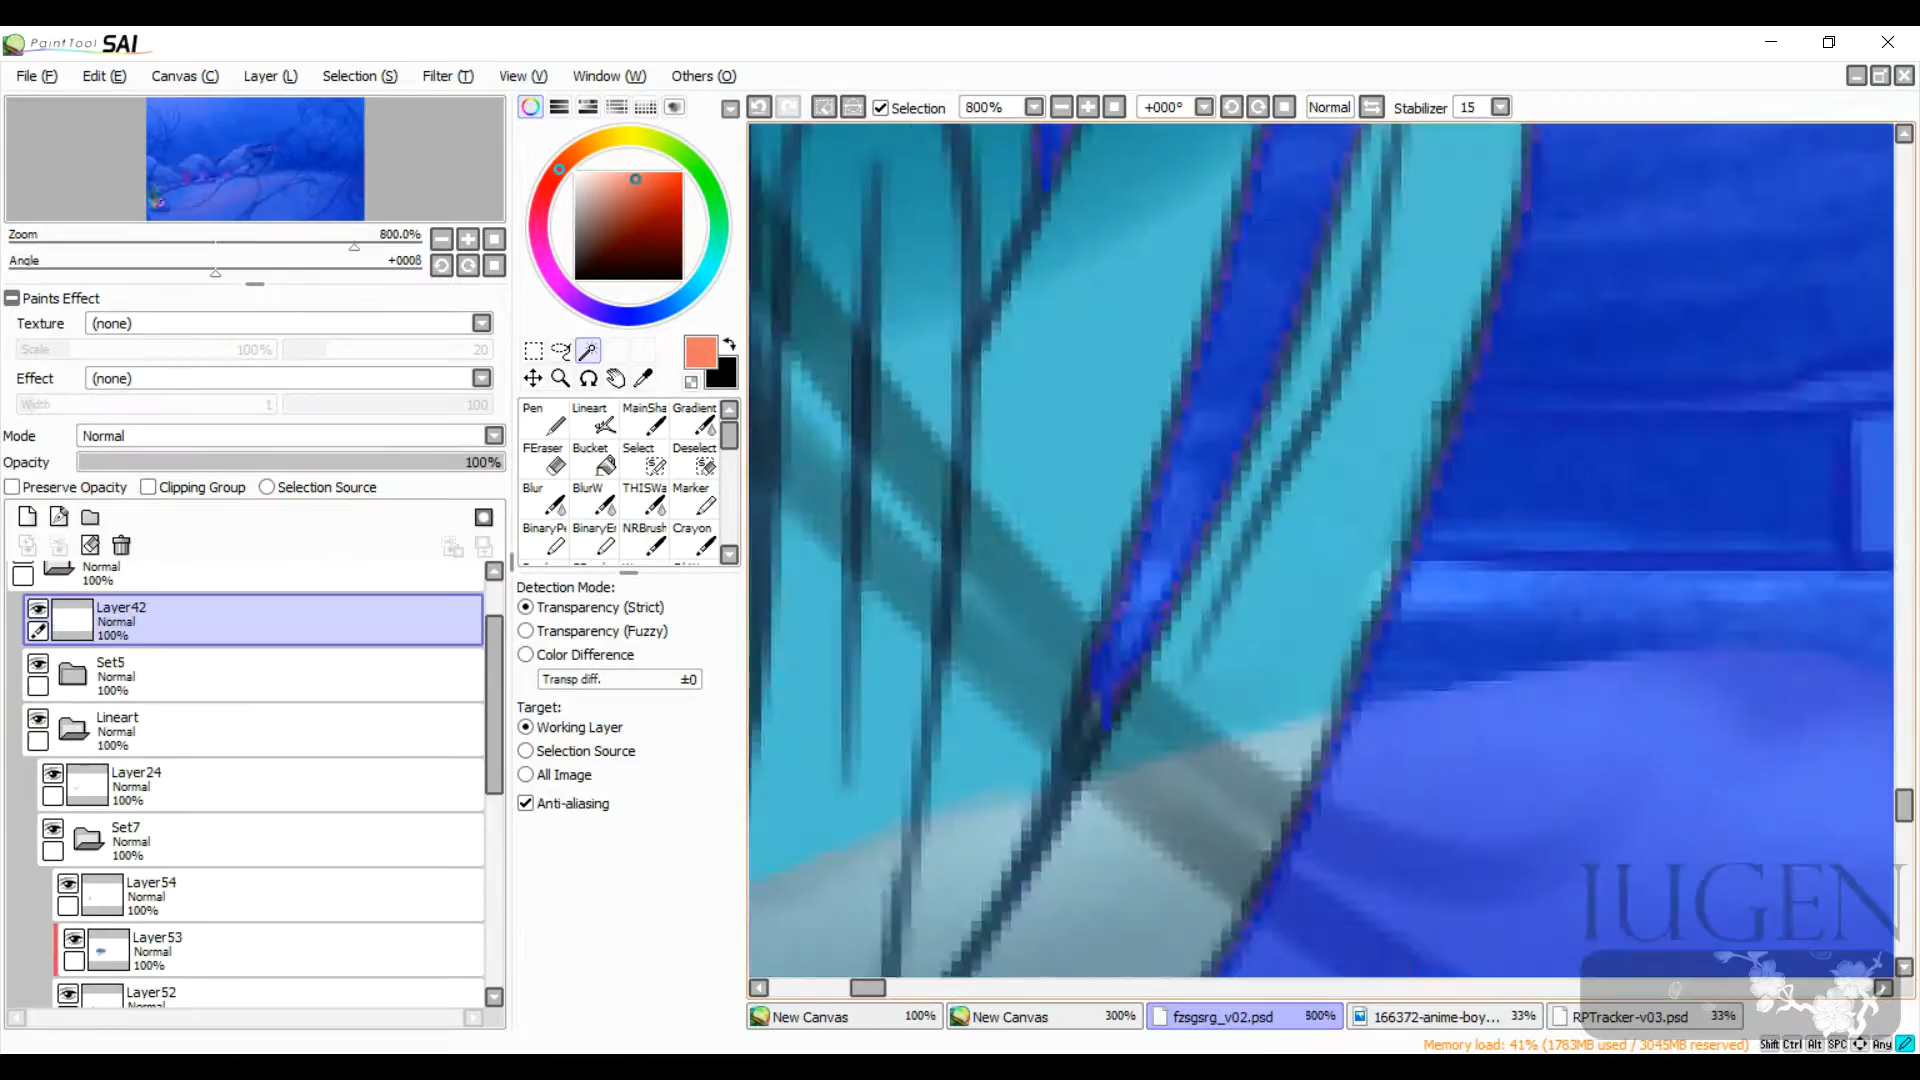 PaintTool SAI
File (F) Edit (E) Canvas (C) Layer (L) Selection (S) Filter (T) View (V) Window (W) Others (O)
Selection 800% +000° Normal Stabilizer 15
Zoom 800.0%
Angle +0008
Paints Effect
Texture (none)
Scale 100% 20
Effect (none)
Width 1 100
Mode Normal
Opacity 100%
Preserve Opacity Clipping Group Selection Source
Normal
100%
Layer42
Normal
100%
Set5
Normal
100%
Lineart
Normal
100%
Layer24
Normal
100%
Set7
Normal
100%
Layer54
Normal
100%
Layer53
Normal
100%
Layer52
Normal
Pen Lineart MainSha Gradient
FEraser Bucket Select Deselect
Blur BlurW THISWa Marker
BinaryPe BinaryEr NRBrush Crayon
Detection Mode:
Transparency (Strict)
Transparency (Fuzzy)
Color Difference
Transp diff. ±0
Target:
Working Layer
Selection Source
All Image
Anti-aliasing
IUGEN
New Canvas 100% New Canvas 300% fzsgsrg_v02.psd 800% 166372-anime-boy... 33% RPTracker-v03.psd 33%
Memory load: 41% (1783MB used / 3045MB reserved) Shift Ctrl Alt SPC Any